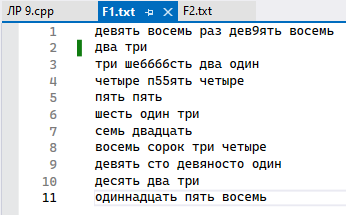 ЛР 9.cpp F1.txt F2.txt
1 девять восемь раз дев9ять восемь
2 два три
3 три ше6666сть два один
4 четыре п55ять четыре
5 пять пять
6 шесть один три
7 семь двадцать
8 восемь сорок три четыре
9 девять сто девяносто один
10 десять два три
11 одиннадцать пять восемь